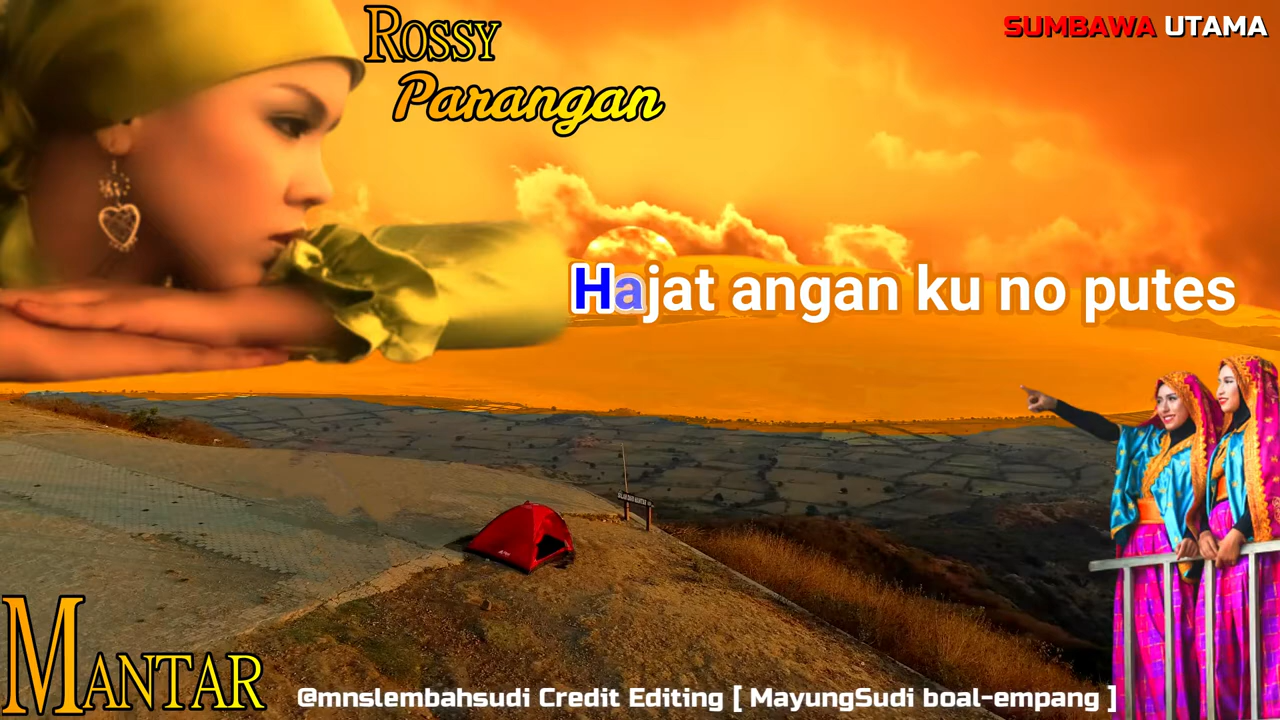 ROSSY
Parangan
SUMBAWA UTAMA
Hajat angan ku no putes
MANTAR
@mnslembahsudi Credit Editing [ MayungSudi boal-empang ]